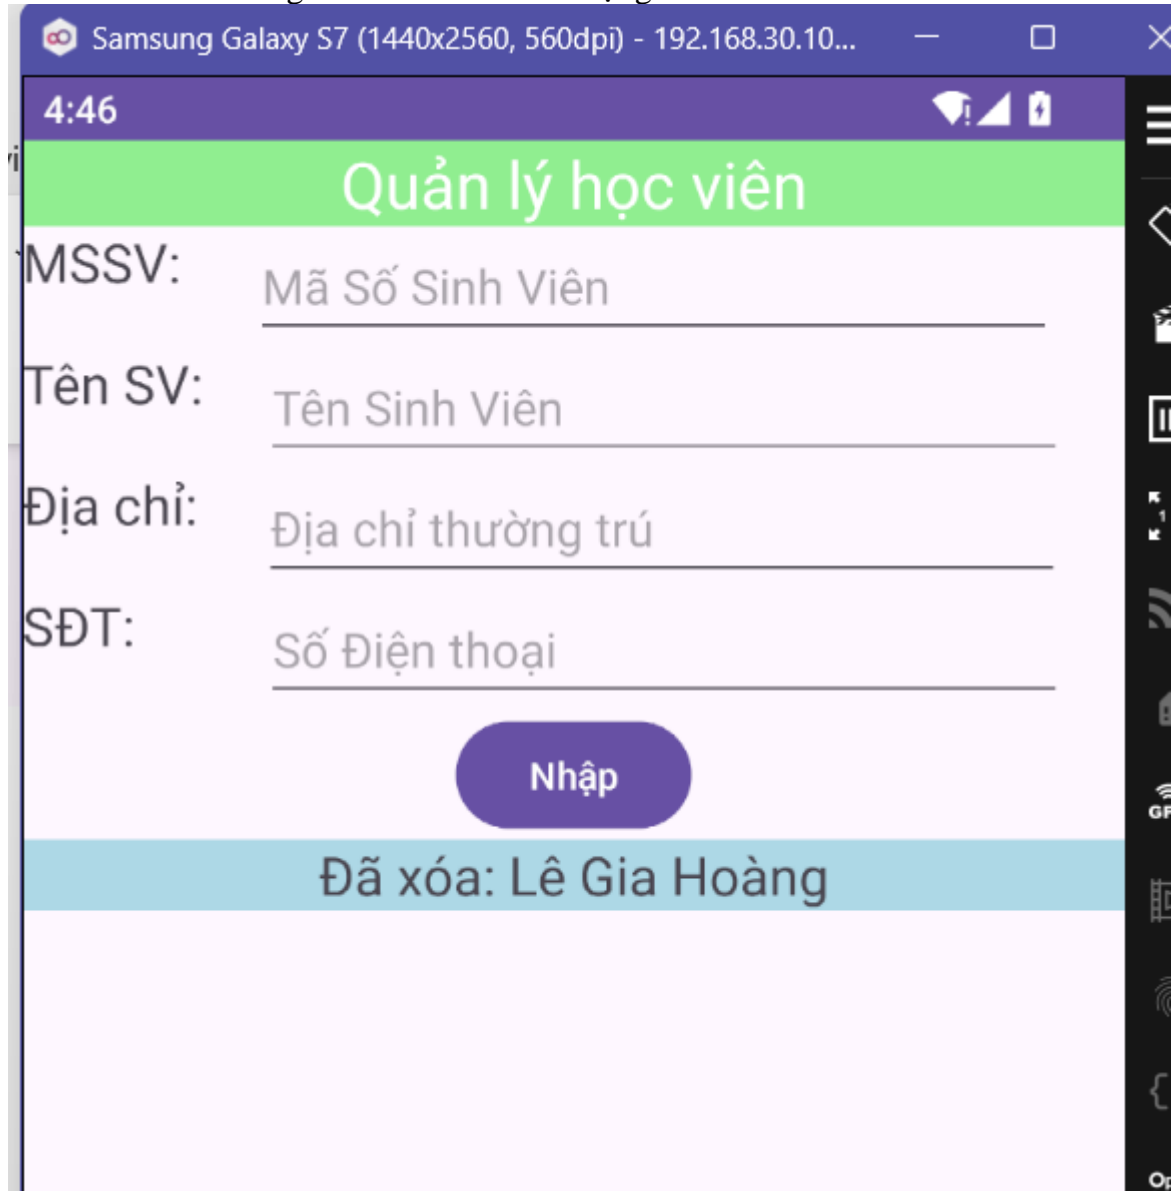 Samsung Galaxy S7 (1440x2560, 560dpi) - 192.168.30.10...
4:46
Quản lý học viên
MSSV:
Mã Số Sinh Viên
Tên SV:
Tên Sinh Viên
Địa chỉ:
Địa chỉ thường trú
SĐT:
Số Điện thoại
Nhập
Đã xóa: Lê Gia Hoàng